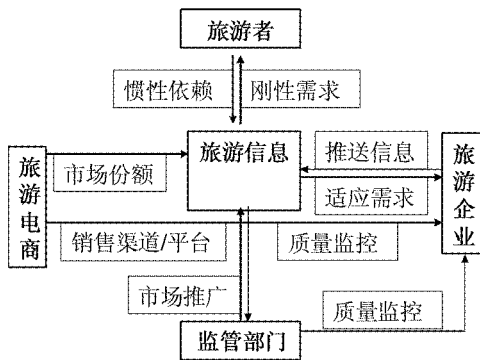 旅游者
惯性依赖
刚性需求
旅游信息
推送信息
旅游电商
市场份额
适应需求
旅游企业
销售渠道/平台
质量监控
市场推广
质量监控
监管部门